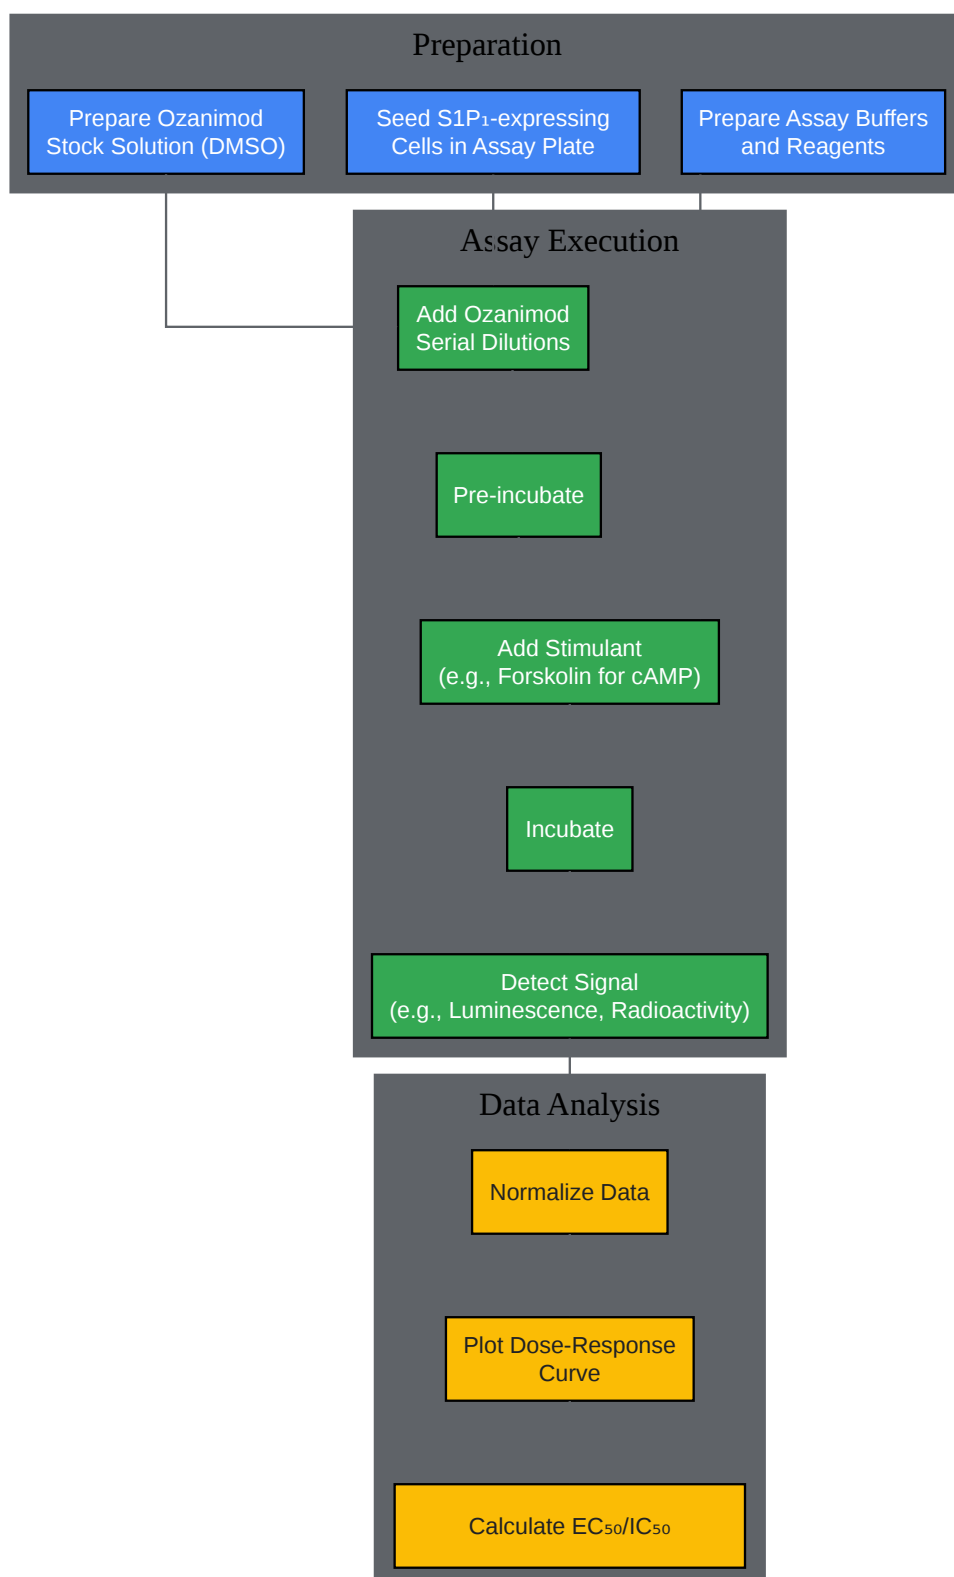 Preparation
Prepare Ozanimod
Stock Solution (DMSO)
Seed S1P₁-expressing
Cells in Assay Plate
Prepare Assay Buffers
and Reagents
Assay Execution
Add Ozanimod
Serial Dilutions
Pre-incubate
Add Stimulant
(e.g., Forskolin for cAMP)
Incubate
Detect Signal
(e.g., Luminescence, Radioactivity)
Data Analysis
Normalize Data
Plot Dose-Response
Curve
Calculate EC₅₀/IC₅₀